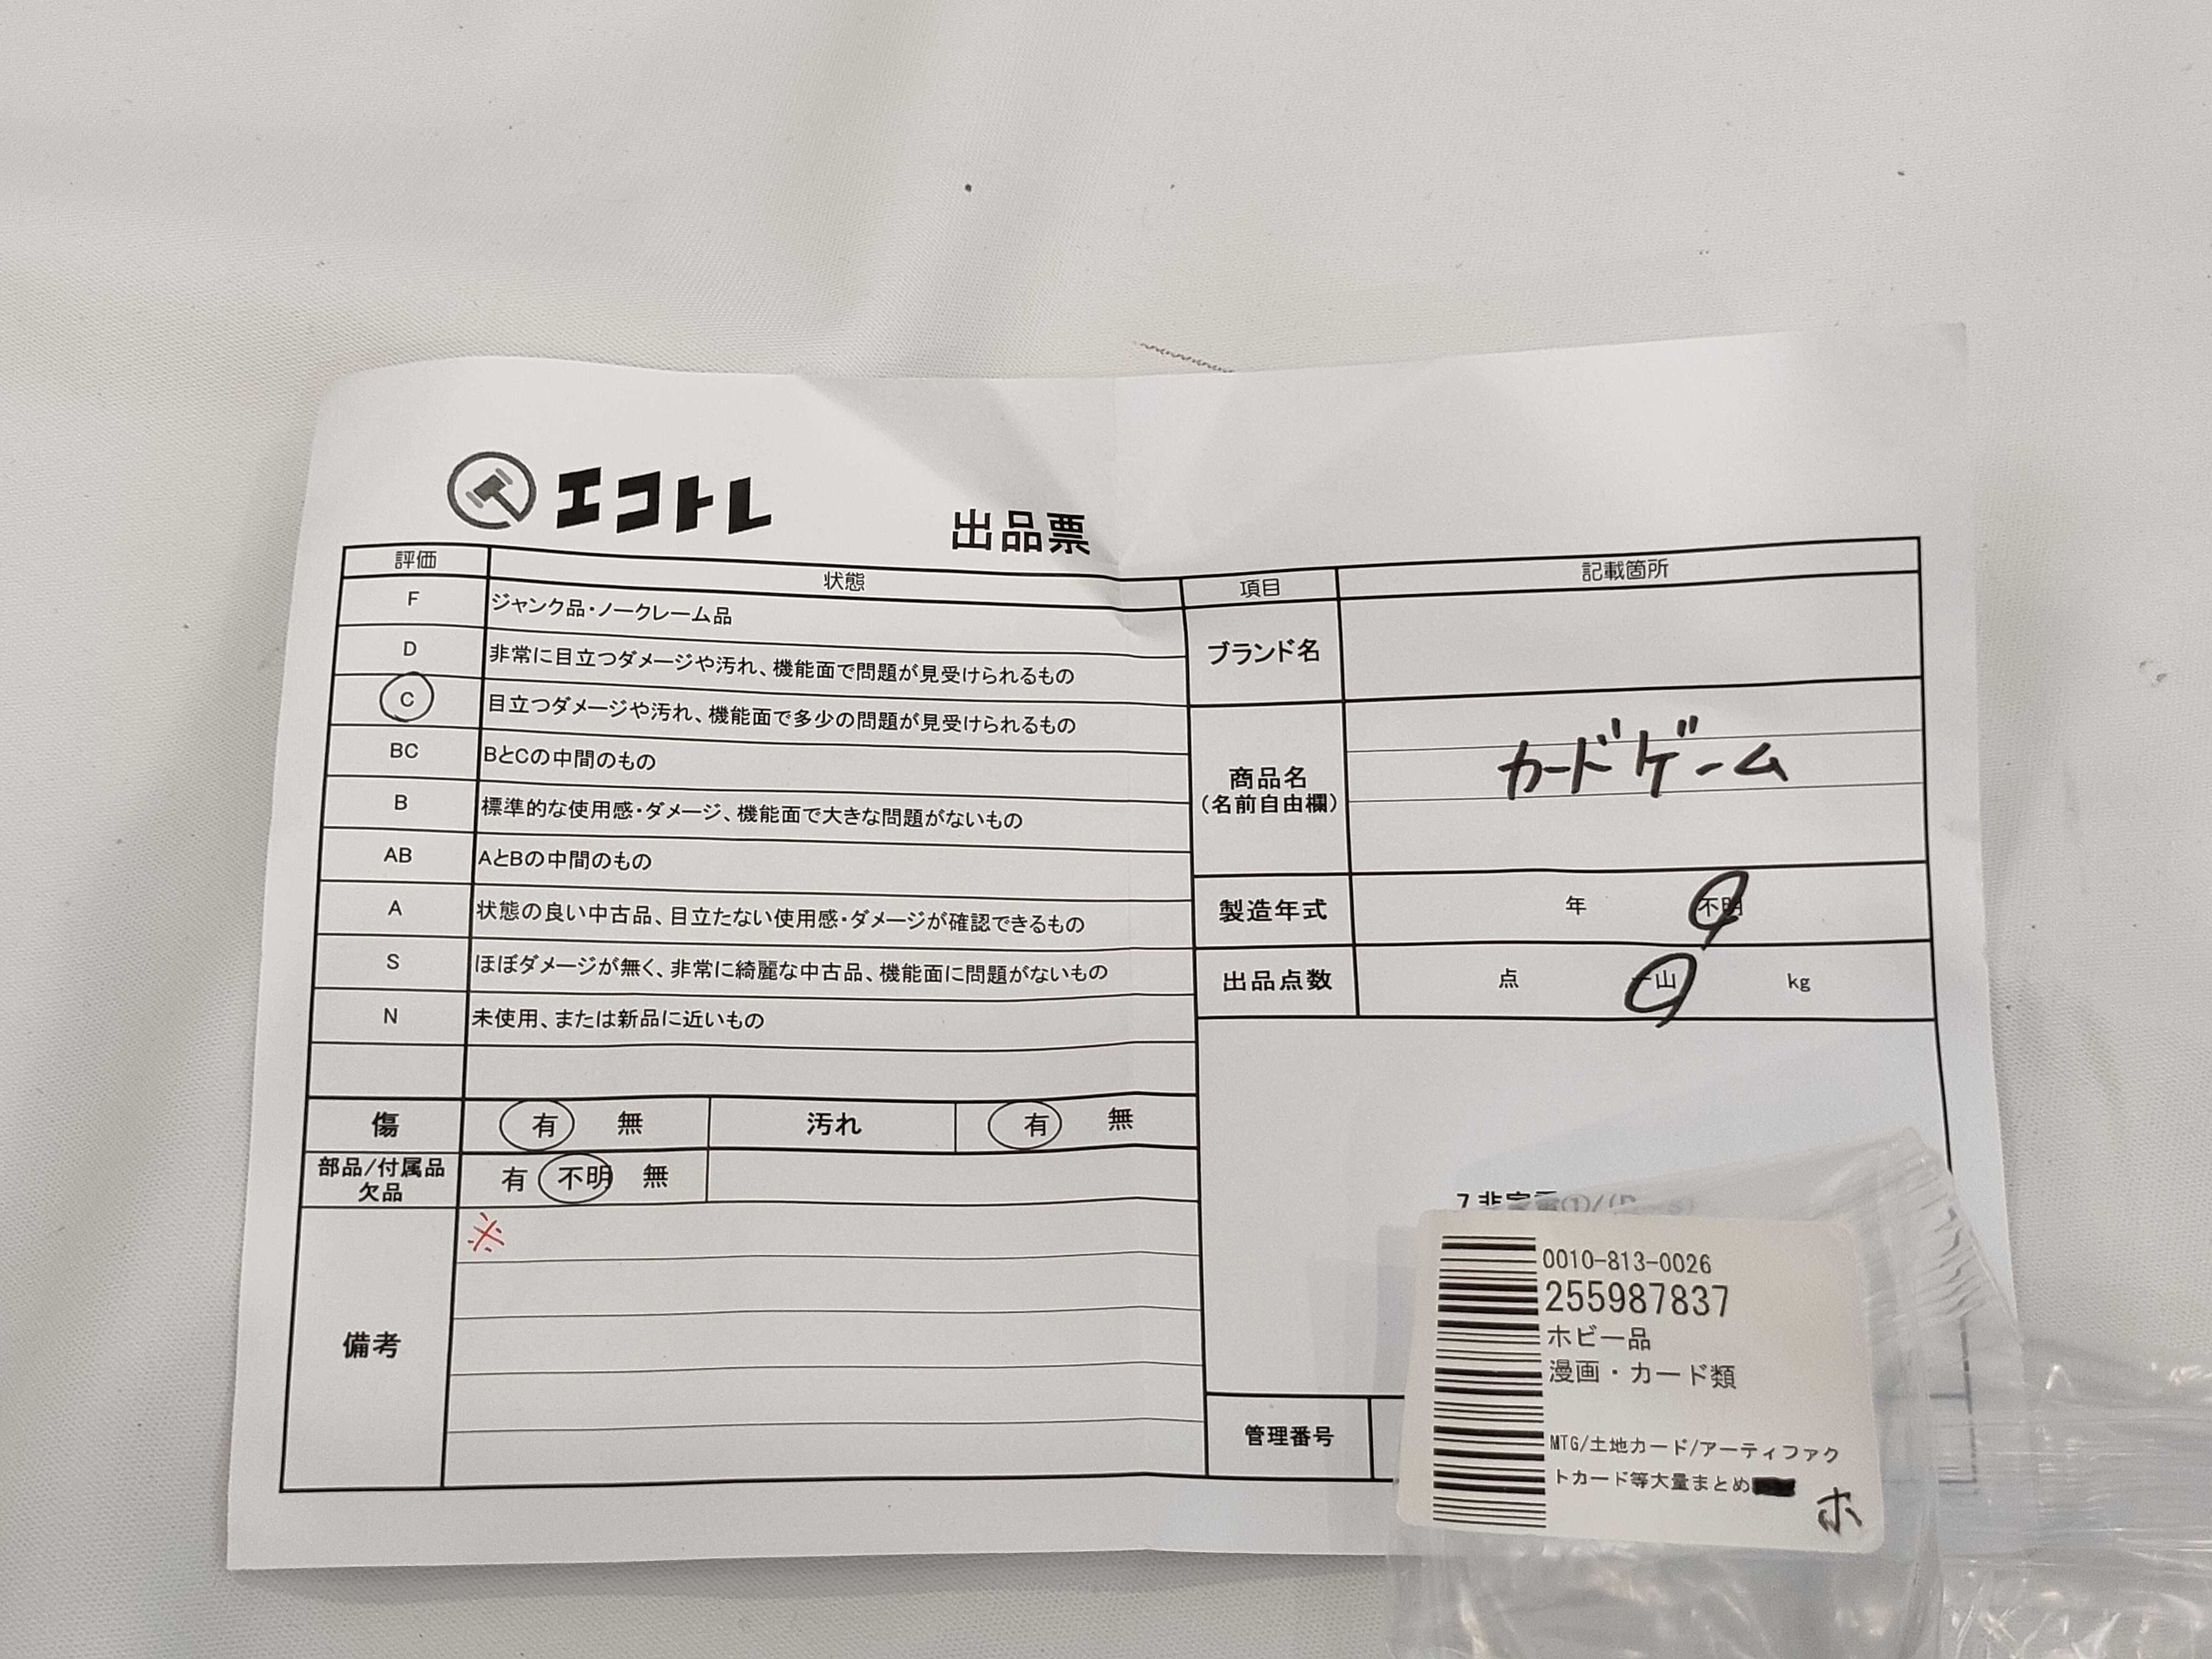 エコトレ
出品票
評価 状態
F ジャンク品・ノークレーム品
D 非常に目立つダメージや汚れ、機能面で問題が見受けられるもの
C 目立つダメージや汚れ、機能面で多少の問題が見受けられるもの
BC BとCの中間のもの
B 標準的な使用感・ダメージ、機能面で大きな問題がないもの
AB AとBの中間のもの
A 状態の良い中古品、目立たない使用感・ダメージが確認できるもの
S ほぼダメージが無く、非常に綺麗な中古品、機能面に問題がないもの
N 未使用、または新品に近いもの
傷 有 無 汚れ 有 無
部品/付属品
欠品
有 不明 無
備考
※
項目 記載箇所
ブランド名
商品名
(名前自由欄)
カードゲーム
製造年式 年 不明
出品点数 点 一山 kg
管理番号
0010-813-0026
255987837
ホビー品
漫画・カード類
MTG/土地カード/アーティファク
トカード等大量まとめ
ホ